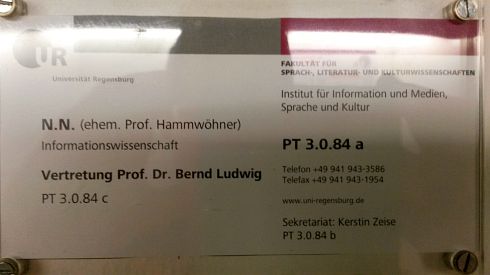 UR
Universität Regensburg
FAKULTÄT FÜR
SPRACH-, LITERATUR- UND KULTURWISSENSCHAFTEN
Institut für Information und Medien,
Sprache und Kultur
N.N. (ehem. Prof. Hammwöhner)
Informationswissenschaft
Vertretung Prof. Dr. Bernd Ludwig
PT 3.0.84 c
PT 3.0.84 a
Telefon +49 941 943-3586
Telefax +49 941 943-1954
www.uni-regensburg.de
Sekretariat: Kerstin Zeise
PT 3.0.84 b